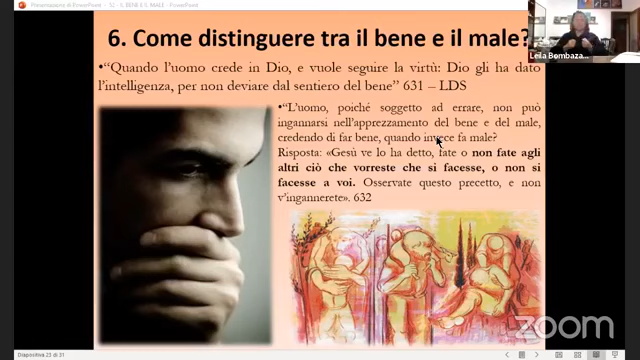 Presentazione di PowerPoint - 12 - IL BENE E IL MALE - PowerPoint
6. Come distinguere tra il bene e il male?
•“Quando l’uomo crede in Dio, e vuole seguire la virtù: Dio gli ha dato
l’intelligenza, per non deviare dal sentiero del bene” 631 – LDS
•“L’uomo, poiché soggetto ad errare, non può
ingannarsi nell’apprezzamento del bene e del male,
credendo di far bene, quando invece fa male?
Risposta: «Gesù ve lo ha detto, fate o non fate agli
altri ciò che vorreste che si facesse, o non si
facesse a voi. Osservate questo precetto, e non
v’ingannerete». 632
Leila Bombaza...
zoom
Diapositiva 23 di 31